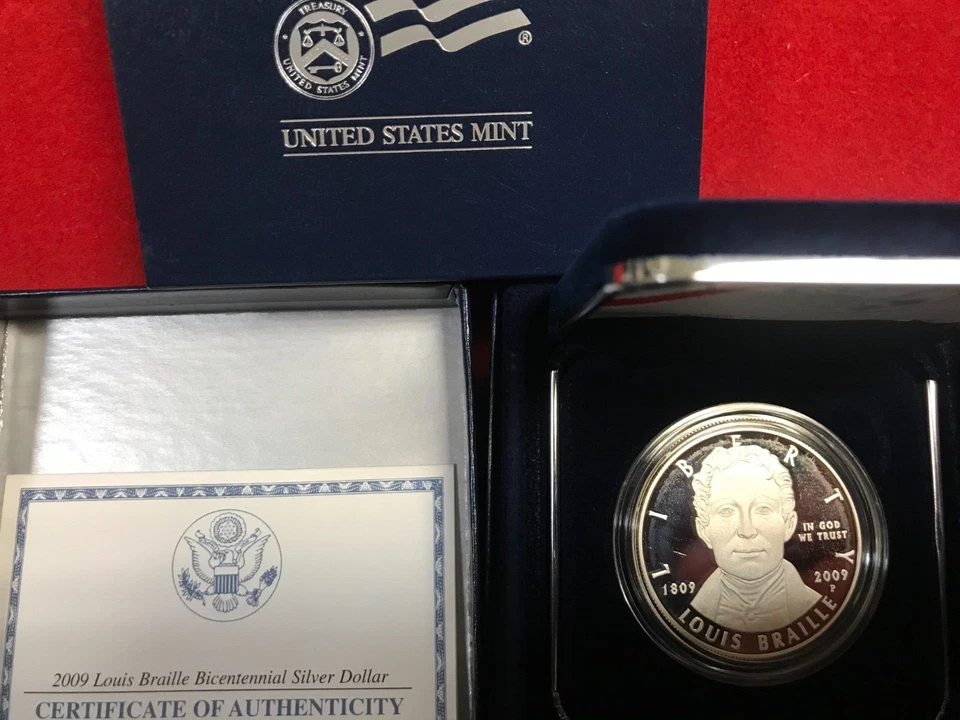 TREASURY
UNITED STATES MINT
®
UNITED STATES MINT
2009 Louis Braille Bicentennial Silver Dollar
CERTIFICATE OF AUTHENTICITY
LIBERTY
IN GOD
WE TRUST
1809
2009
P
LOUIS BRAILLE